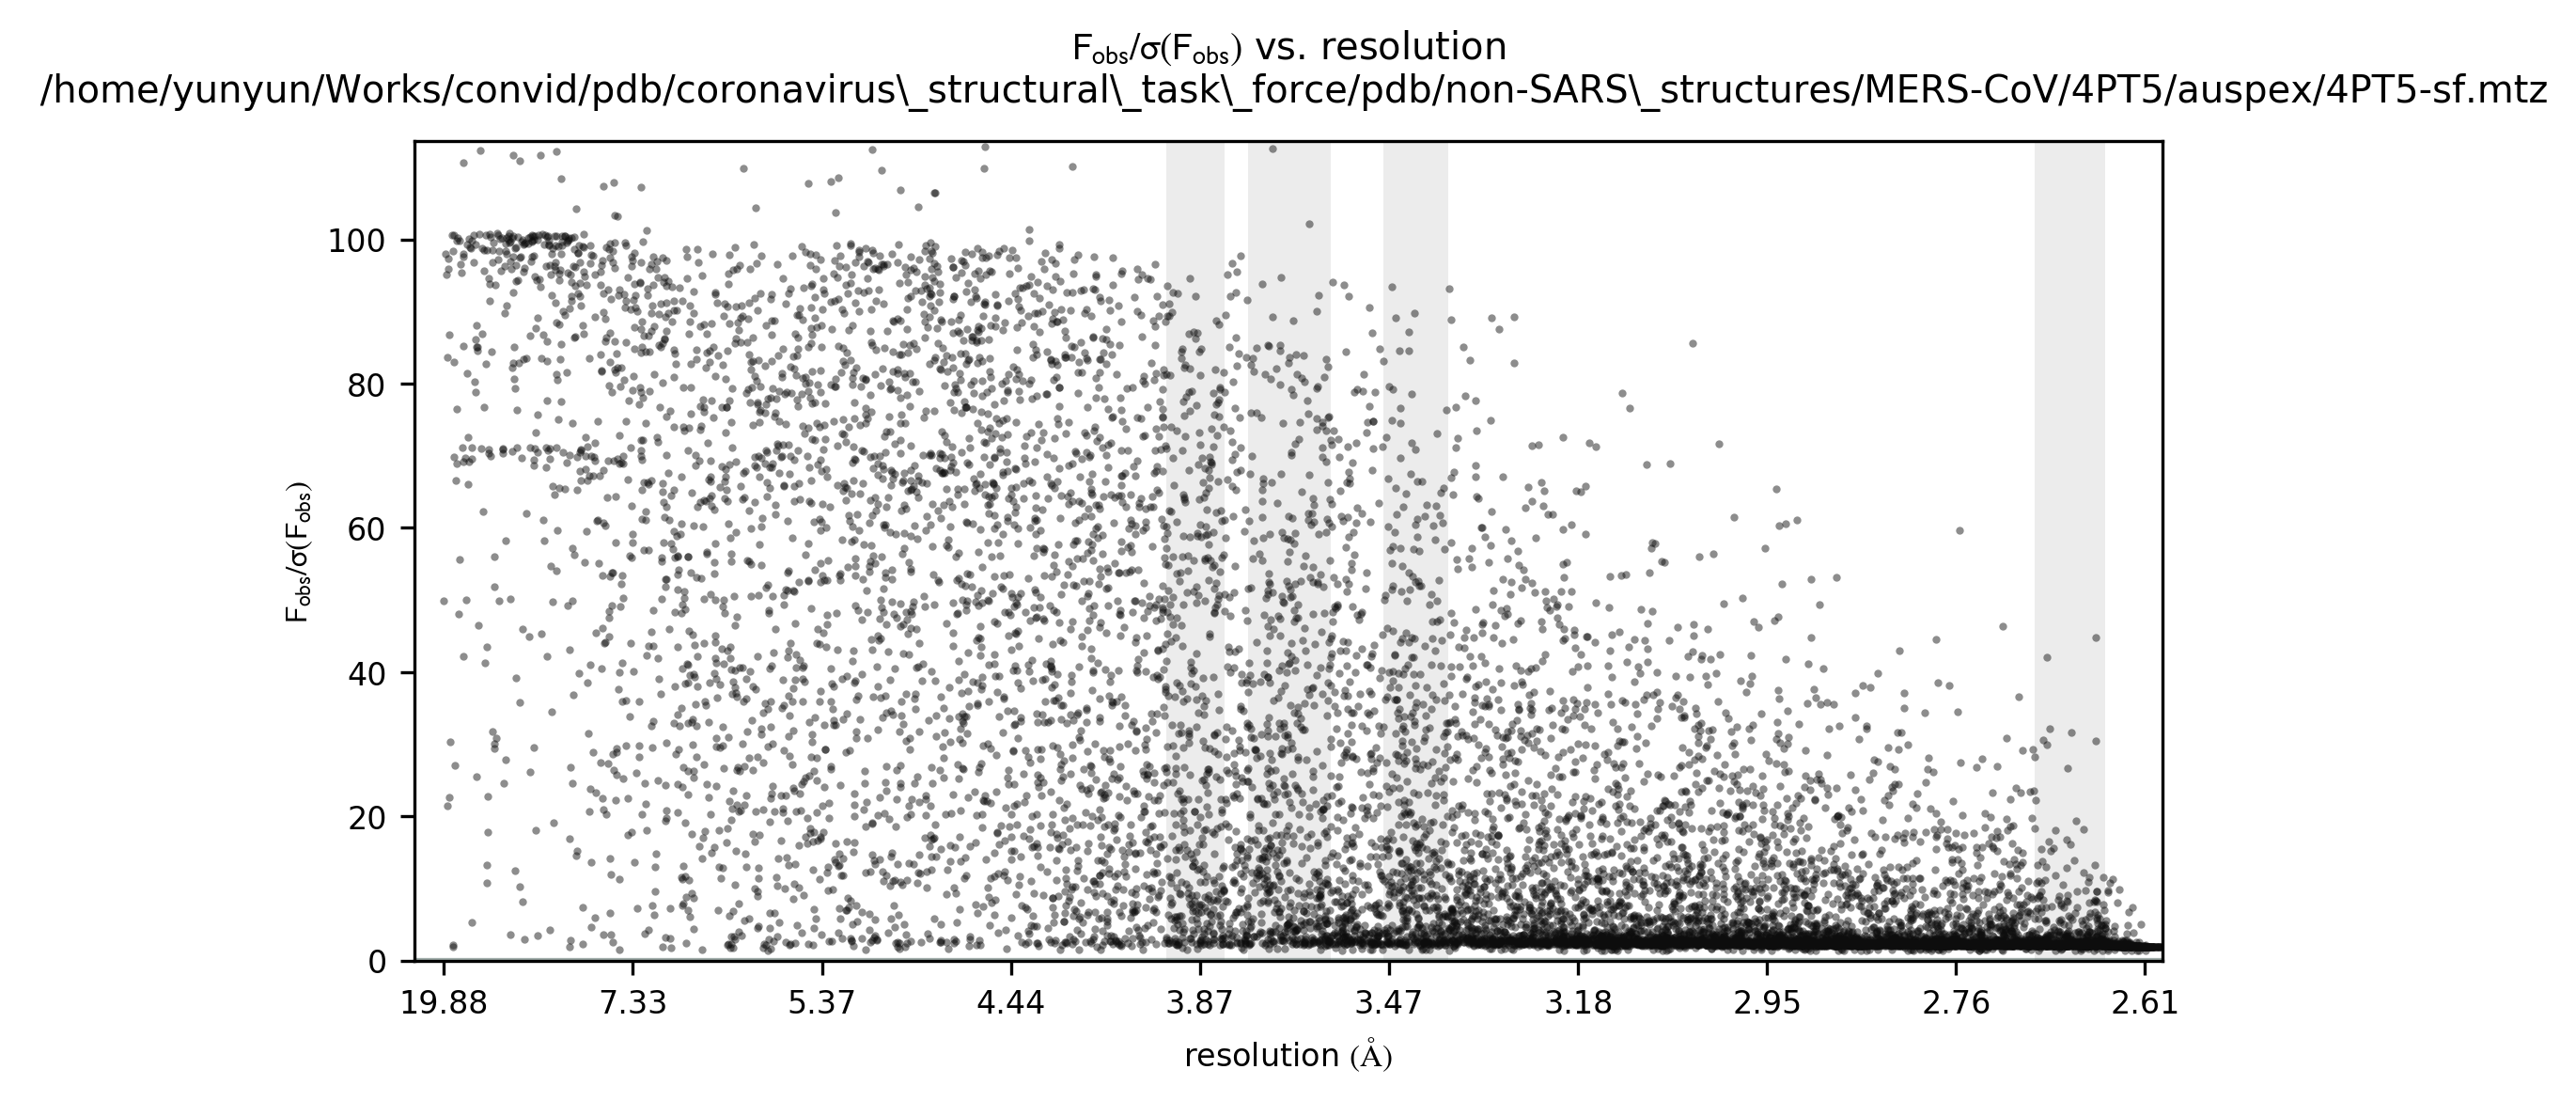 Fobs/σ(Fobs) vs. resolution
/home/yunyun/Works/convid/pdb/coronavirus\_structural\_task\_force/pdb/non-SARS\_structures/MERS-CoV/4PT5/auspex/4PT5-sf.mtz
Fobs/σ(Fobs)
100
80
60
40
20
0
19.88 7.33 5.37 4.44 3.87 3.47 3.18 2.95 2.76 2.61
resolution (Å)